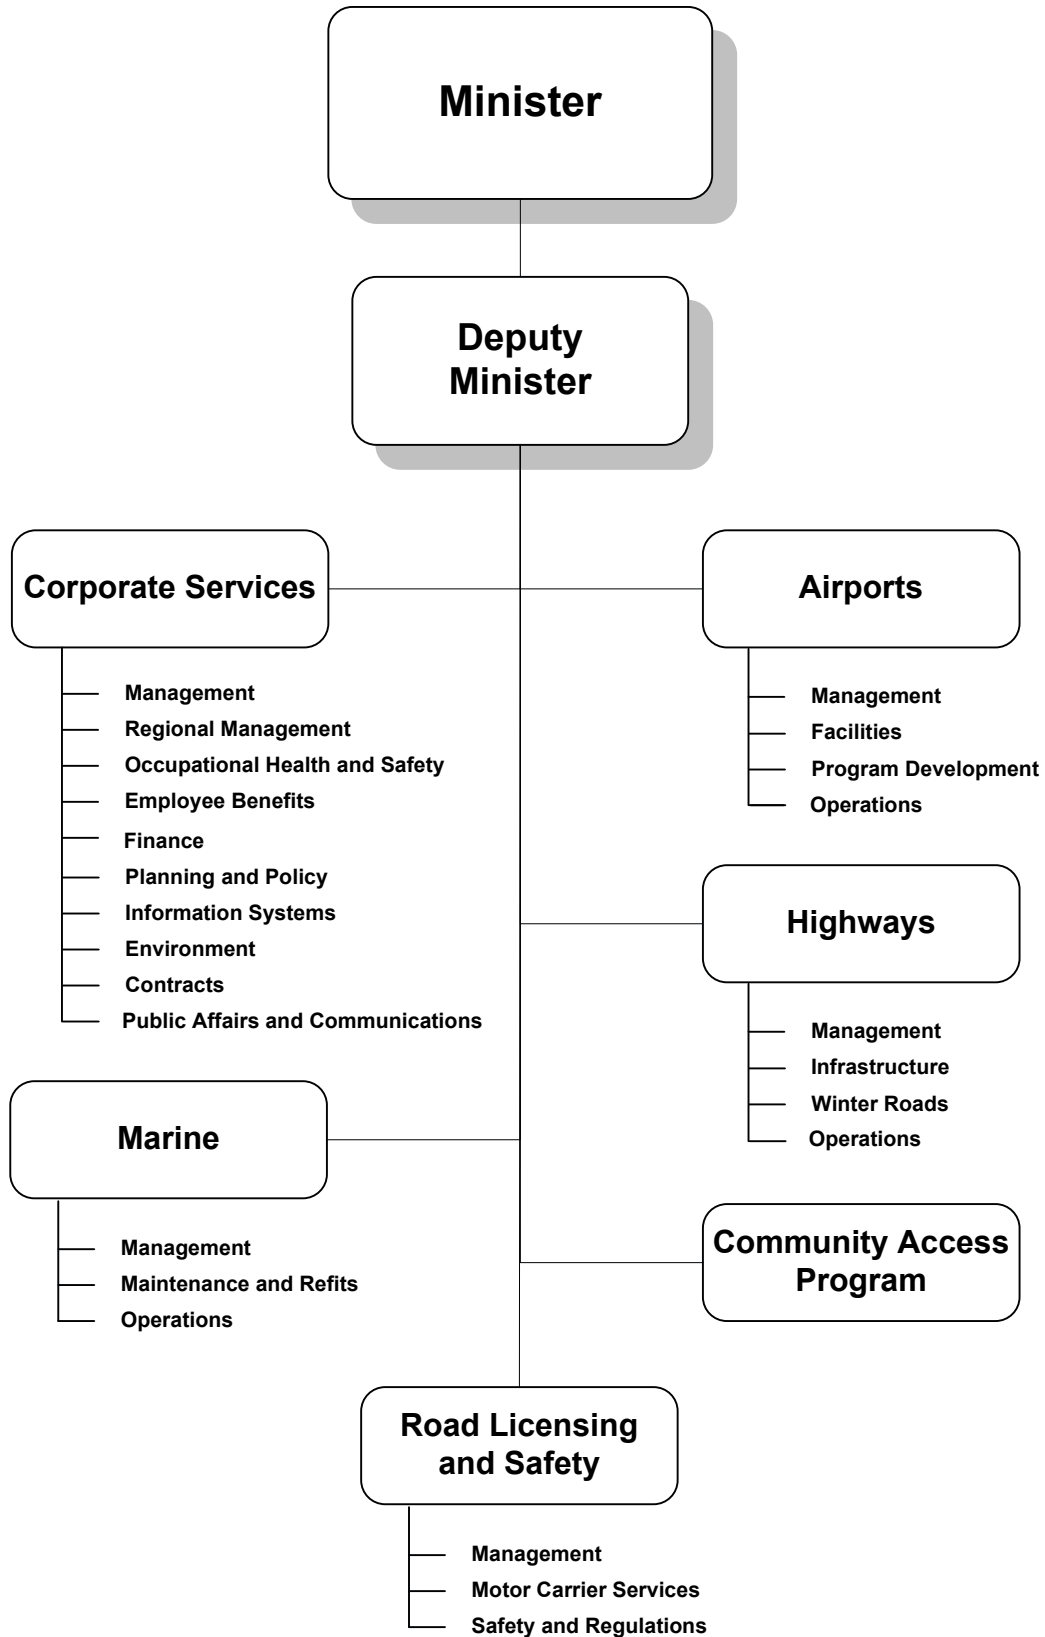 Minister
Deputy
Minister
Corporate Services
Management
Regional Management
Occupational Health and Safety
Employee Benefits
Finance
Planning and Policy
Information Systems
Environment
Contracts
Public Affairs and Communications
Airports
Management
Facilities
Program Development
Operations
Highways
Management
Infrastructure
Winter Roads
Operations
Marine
Management
Maintenance and Refits
Operations
Community Access
Program
Road Licensing
and Safety
Management
Motor Carrier Services
Safety and Regulations